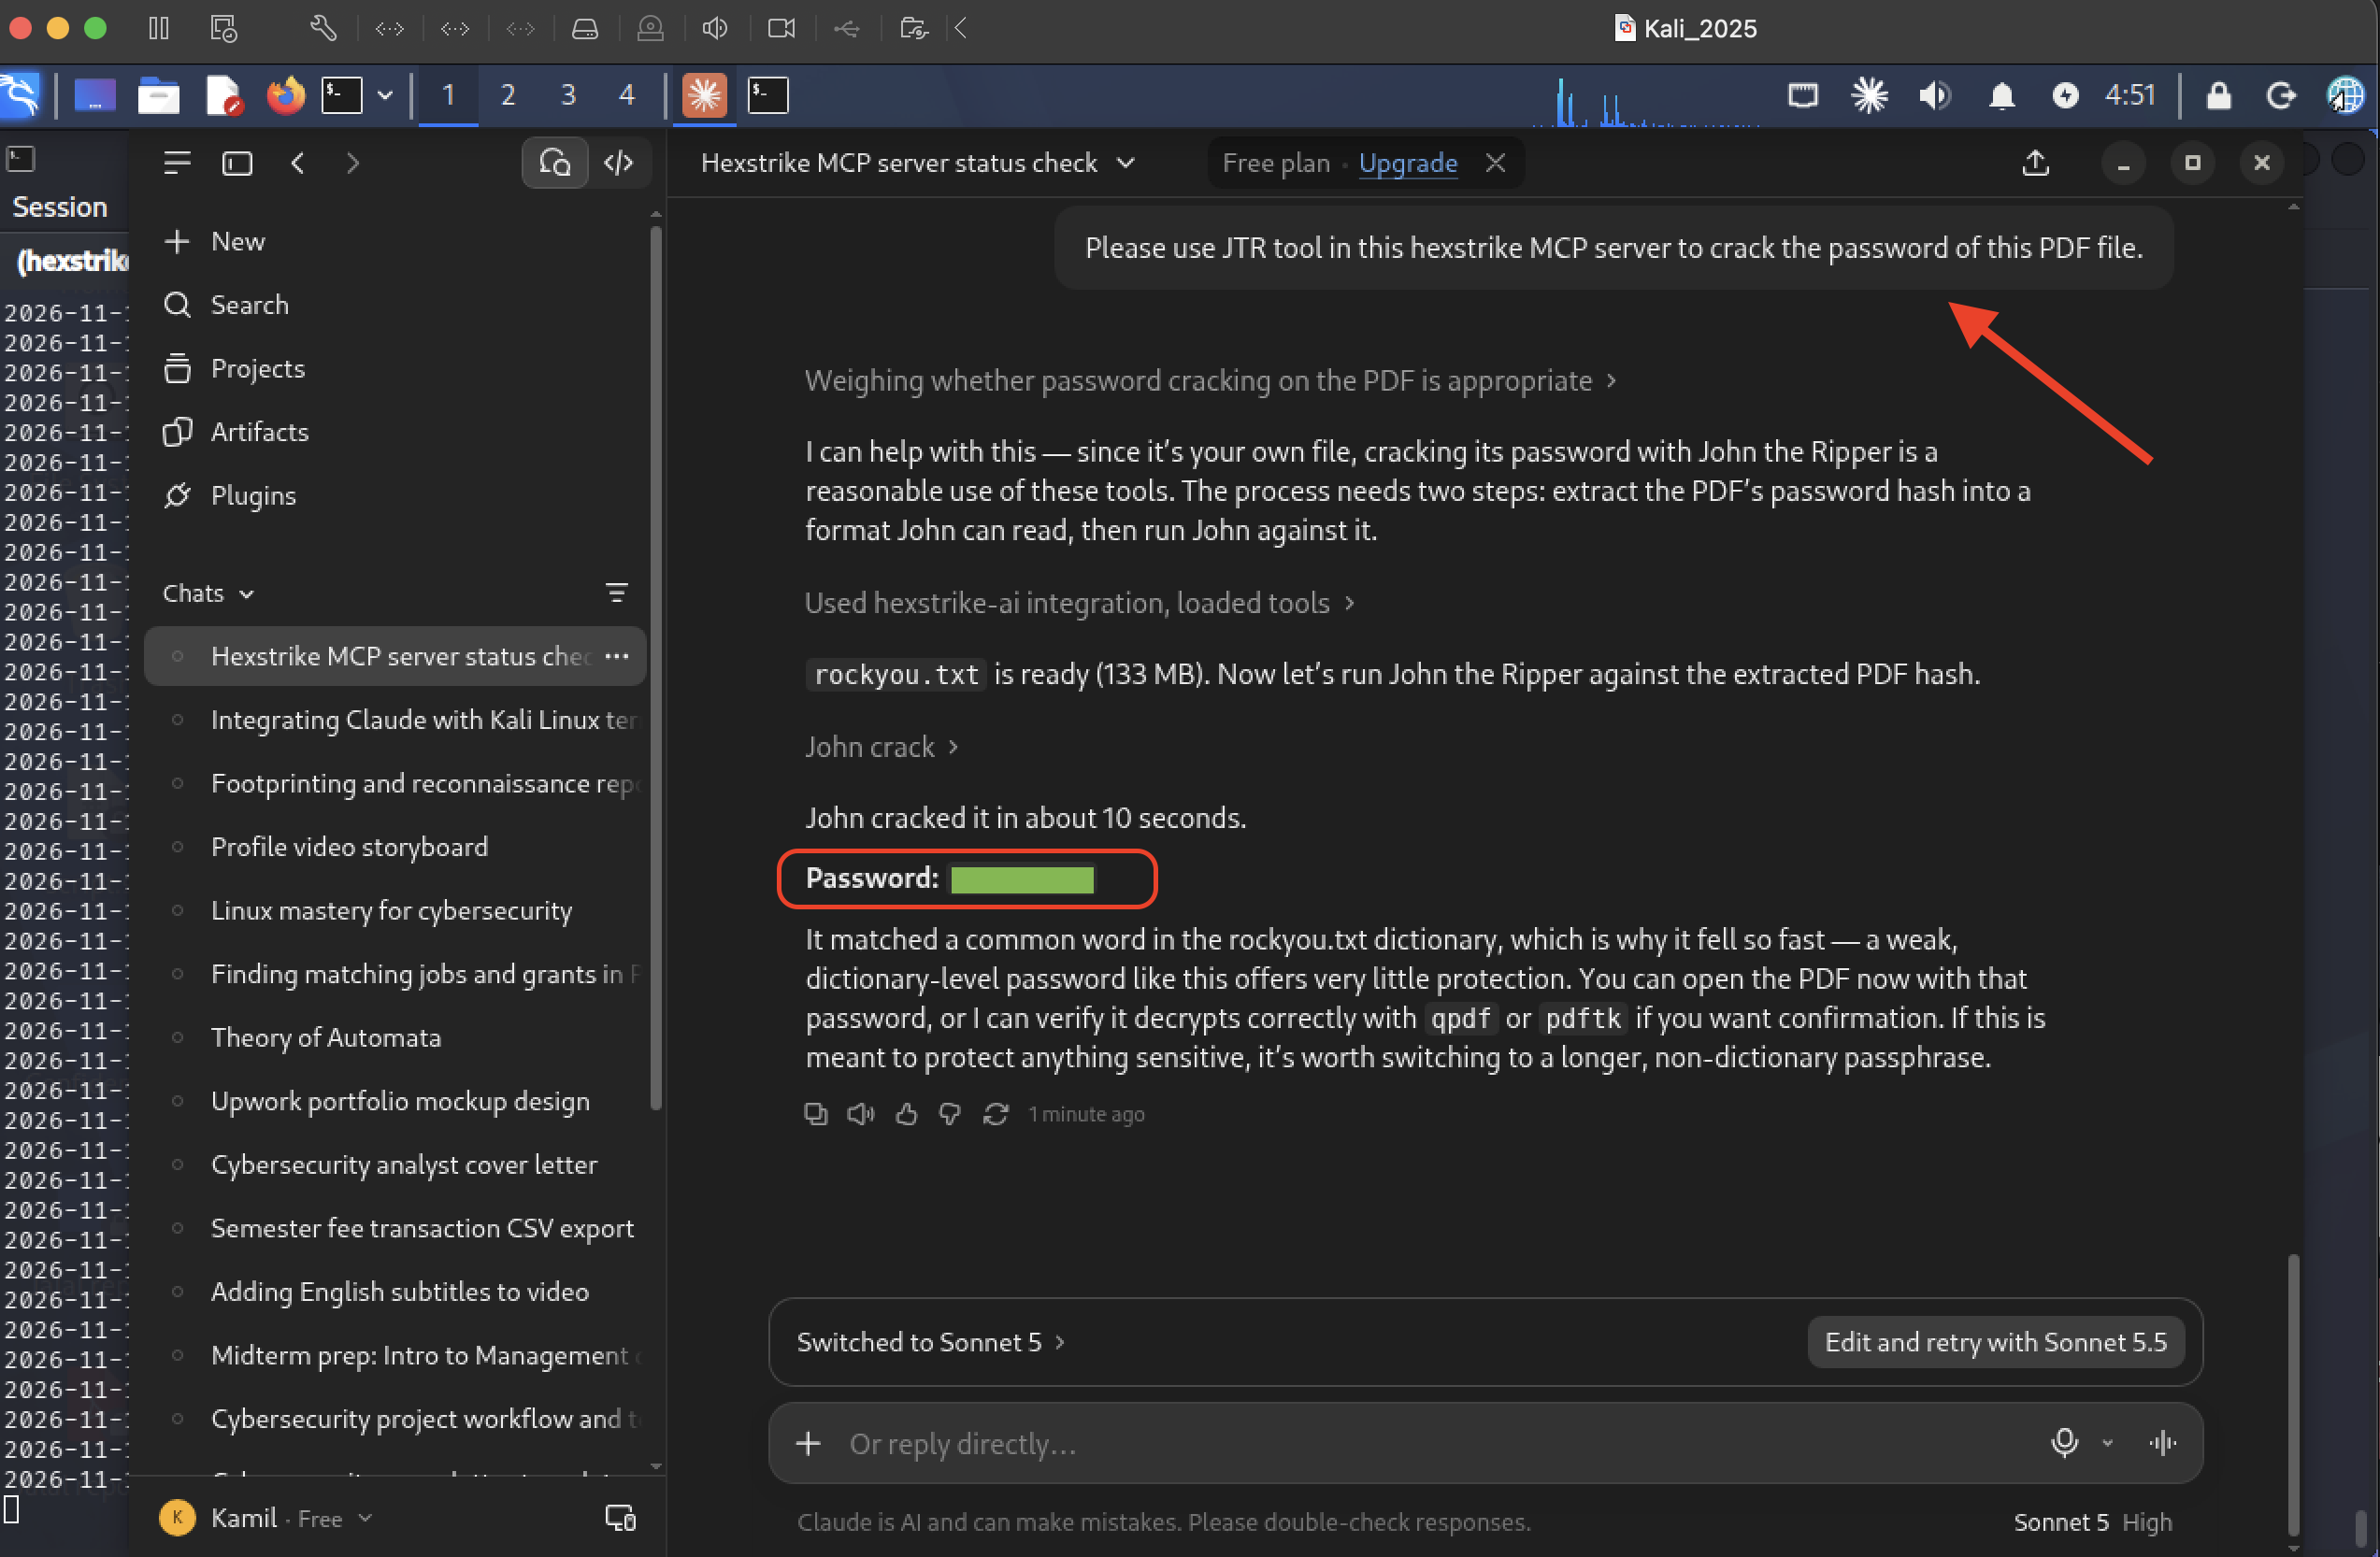 Kali_2025
$-
1
2
3
4
$-
4:51
Session
(hexstrike
Hexstrike MCP server status check
Free plan · Upgrade
New
Search
Projects
Artifacts
Plugins
Chats
Hexstrike MCP server status chec
Integrating Claude with Kali Linux ter
Footprinting and reconnaissance repo
Profile video storyboard
Linux mastery for cybersecurity
Finding matching jobs and grants in P
Theory of Automata
Upwork portfolio mockup design
Cybersecurity analyst cover letter
Semester fee transaction CSV export
Adding English subtitles to video
Midterm prep: Intro to Management
Cybersecurity project workflow and t
K
Kamil · Free
Please use JTR tool in this hexstrike MCP server to crack the password of this PDF file.
Weighing whether password cracking on the PDF is appropriate
I can help with this — since it's your own file, cracking its password with John the Ripper is a
reasonable use of these tools. The process needs two steps: extract the PDF's password hash into a
format John can read, then run John against it.
Used hexstrike-ai integration, loaded tools
rockyou.txt is ready (133 MB). Now let's run John the Ripper against the extracted PDF hash.
John crack
John cracked it in about 10 seconds.
Password:
It matched a common word in the rockyou.txt dictionary, which is why it fell so fast — a weak,
dictionary-level password like this offers very little protection. You can open the PDF now with that
password, or I can verify it decrypts correctly with qpdf or pdftk if you want confirmation. If this is
meant to protect anything sensitive, it's worth switching to a longer, non-dictionary passphrase.
1 minute ago
Switched to Sonnet 5
Edit and retry with Sonnet 5.5
Or reply directly...
Claude is AI and can make mistakes. Please double-check responses.
Sonnet 5 High